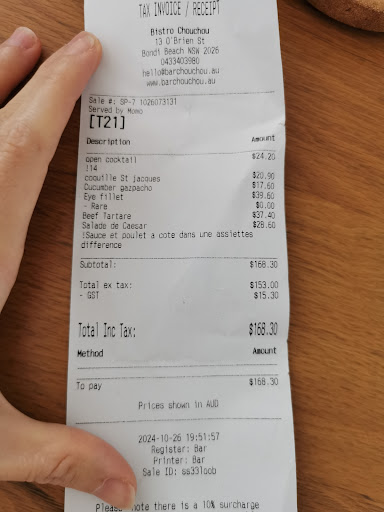 TAX INVOICE / RECEIPT
Bistro Chouchou
13 O'Brien St
Bondi Beach NSW 2026
0433403980
hello@barchouchou.au
www.barchouchou.au
Sale #: SP-7 1026073131
Served by Momo
[T21]
Description Amount
open cocktail $24.20
!14
coquille St jacques $20.90
Cucumber gazpacho $17.60
Eye fillet $39.60
- Rare $0.00
Beef Tartare $37.40
Salade de Caesar $28.60
!Sauce et poulet a cote dans une assiettes
difference
Subtotal: $168.30
Total ex tax: $153.00
- GST $15.30
Total Inc Tax: $168.30
Method Amount
To pay $168.30
Prices shown in AUD
2024-10-26 19:51:57
Register: Bar
Printer: Bar
Sale ID: ss33loob
Please note there is a 10% surcharge